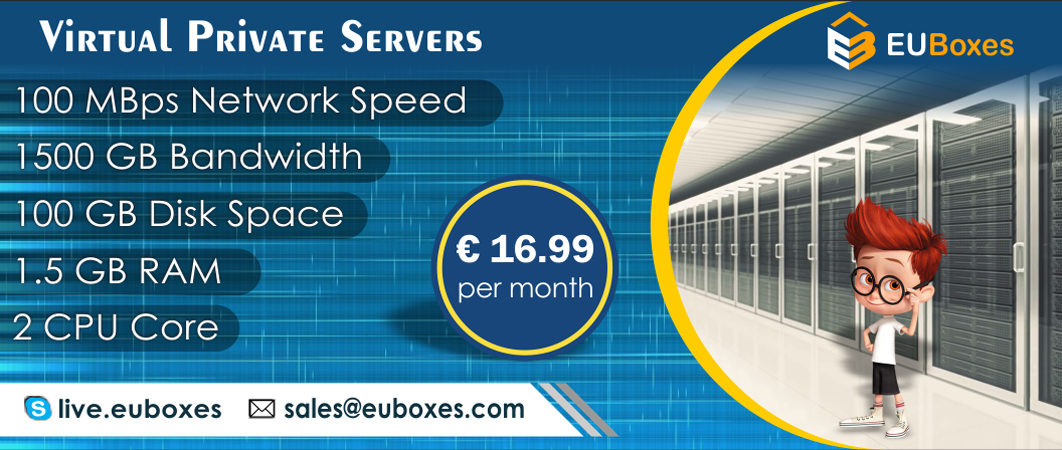 Virtual Private Servers
EUBoxes
100 MBps Network Speed
1500 GB Bandwidth
100 GB Disk Space
1.5 GB RAM
2 CPU Core
€ 16.99
per month
live.euboxes
sales@euboxes.com